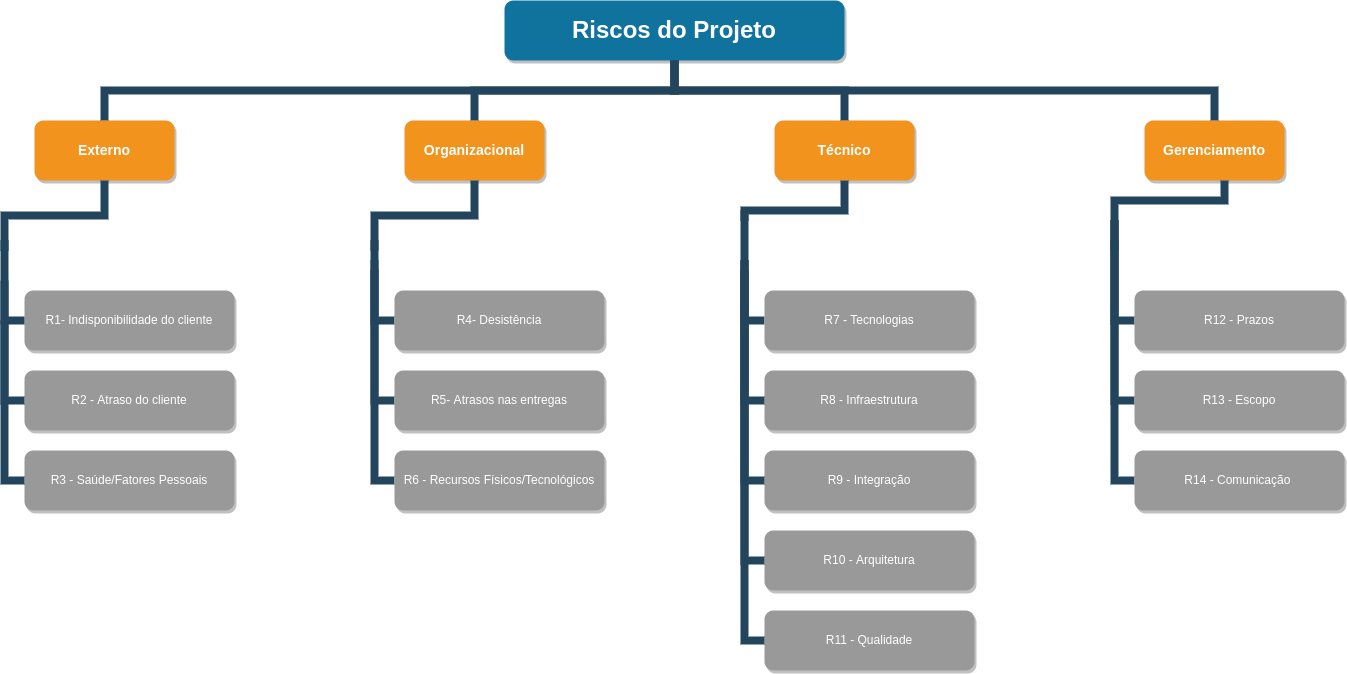 Riscos do Projeto
Externo
Organizacional
Técnico
Gerenciamento
R1- Indisponibilidade do cliente
R2 - Atraso do cliente
R3 - Saúde/Fatores Pessoais
R4- Desistência
R5- Atrasos nas entregas
R6 - Recursos Físicos/Tecnológicos
R7 - Tecnologias
R8 - Infraestrutura
R9 - Integração
R10 - Arquitetura
R11 - Qualidade
R12 - Prazos
R13 - Escopo
R14 - Comunicação